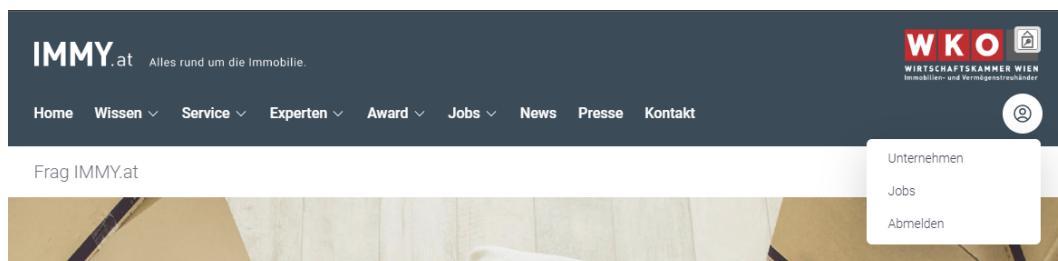 IMMY.at Alles rund um die Immobilie.
WKO
WIRTSCHAFTSKAMMER WIEN
Immobilien- und Vermögenstreuhänder
Home Wissen Service Experten Award Jobs News Presse Kontakt
Frag IMMY.at
Unternehmen
Jobs
Abmelden